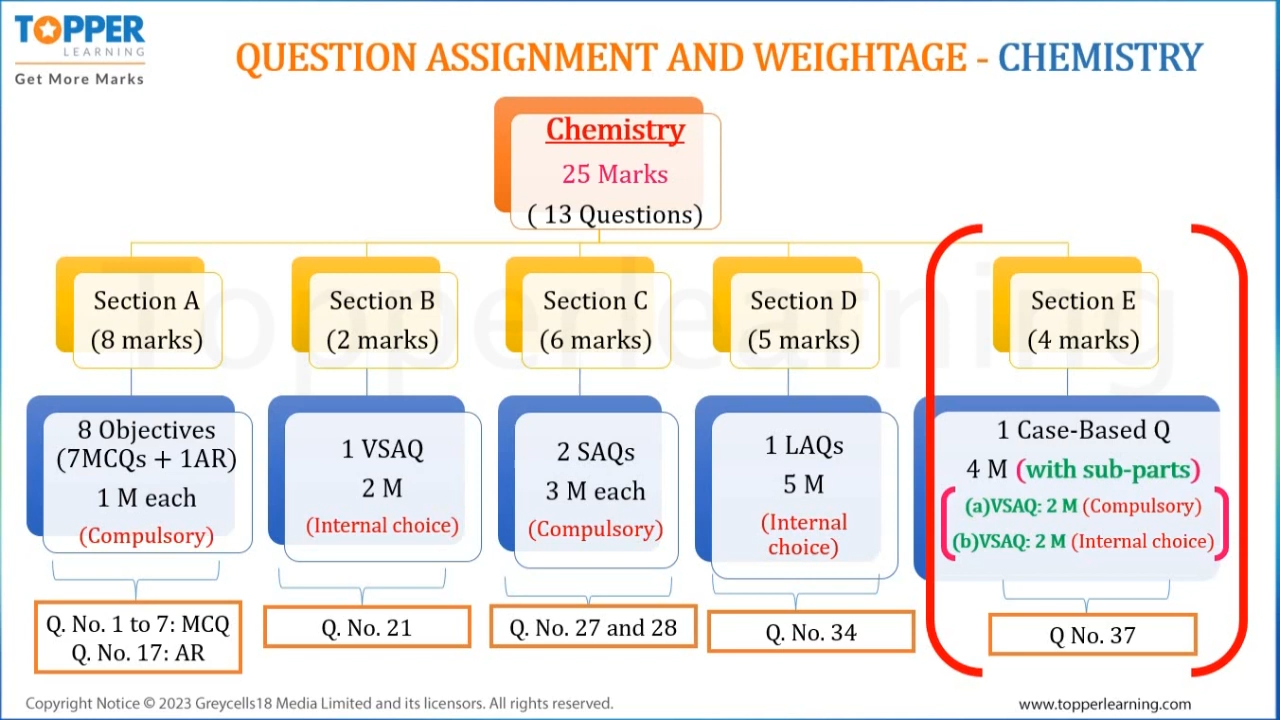 TOPPER
LEARNING
Get More Marks
QUESTION ASSIGNMENT AND WEIGHTAGE - CHEMISTRY
Chemistry
25 Marks
( 13 Questions)
Section A
(8 marks)
8 Objectives
(7MCQs + 1AR)
1 M each
(Compulsory)
Q. No. 1 to 7: MCQ
Q. No. 17: AR
Section B
(2 marks)
1 VSAQ
2 M
(Internal choice)
Q. No. 21
Section C
(6 marks)
2 SAQs
3 M each
(Compulsory)
Q. No. 27 and 28
Section D
(5 marks)
1 LAQs
5 M
(Internal
choice)
Q. No. 34
Section E
(4 marks)
1 Case-Based Q
4 M (with sub-parts)
(a)VSAQ: 2 M (Compulsory)
(b)VSAQ: 2 M (Internal choice)
Q No. 37
Topperlearning
Copyright Notice © 2023 Greycells18 Media Limited and its licensors. All rights reserved.
www.topperlearning.com